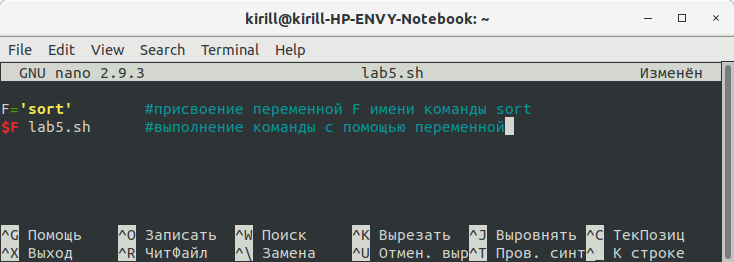 kirill@kirill-HP-ENVY-Notebook: ~
File Edit View Search Terminal Help
GNU nano 2.9.3 lab5.sh Изменён
F='sort' #присвоение переменной F имени команды sort
$F lab5.sh #выполнение команды с помощью переменной
^G Помощь ^O Записать ^W Поиск ^K Вырезать ^J Выровнять ^C ТекПозиц
^X Выход ^R ЧитФайл ^\ Замена ^U Отмен. выр^T Пров. синт^_ К строке